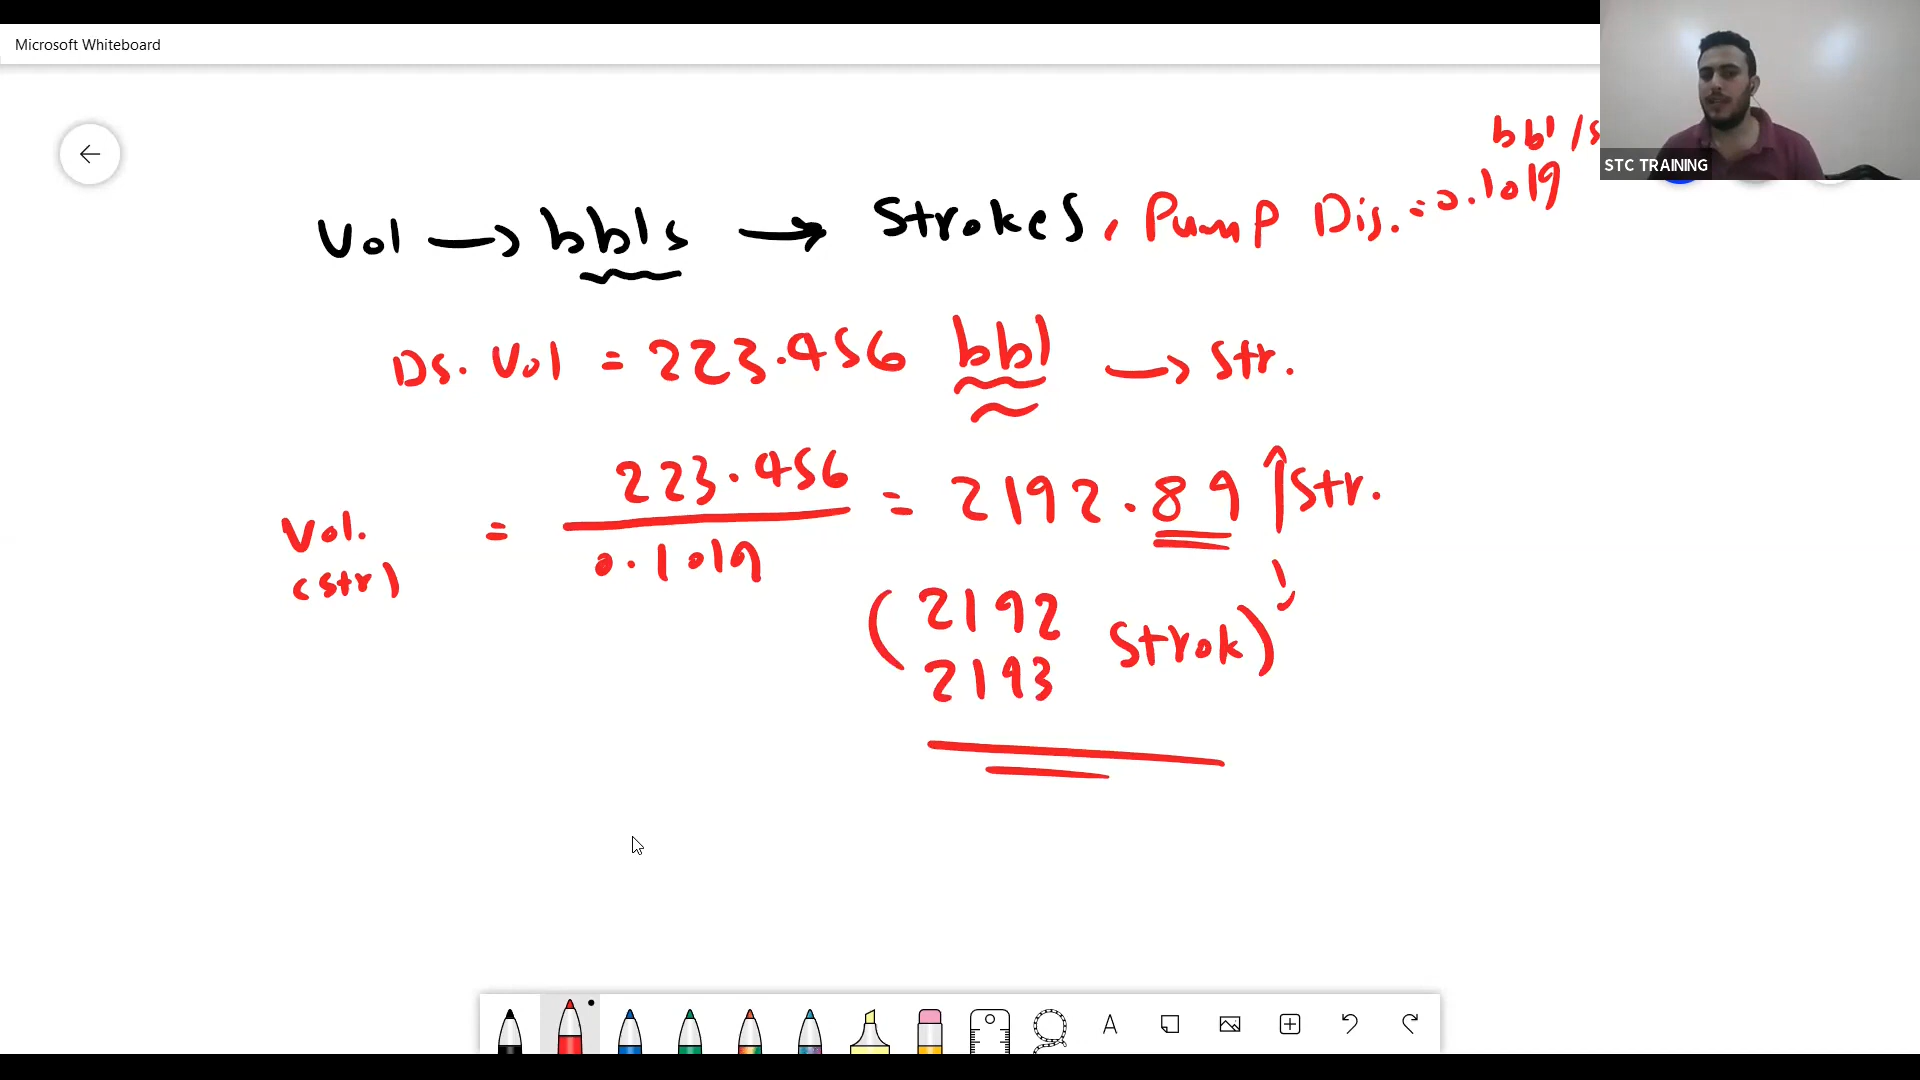 Microsoft Whiteboard
STC TRAINING
bbl/s
Vol → bbls → Strokes, Pump Dis. = 0.1019
Ds. Vol = 223.456 bbl → Str.
223.456 = 2192.89 ↑ Str.
Vol. =
0.1019
(str)
(2192
Strok)
2193
A